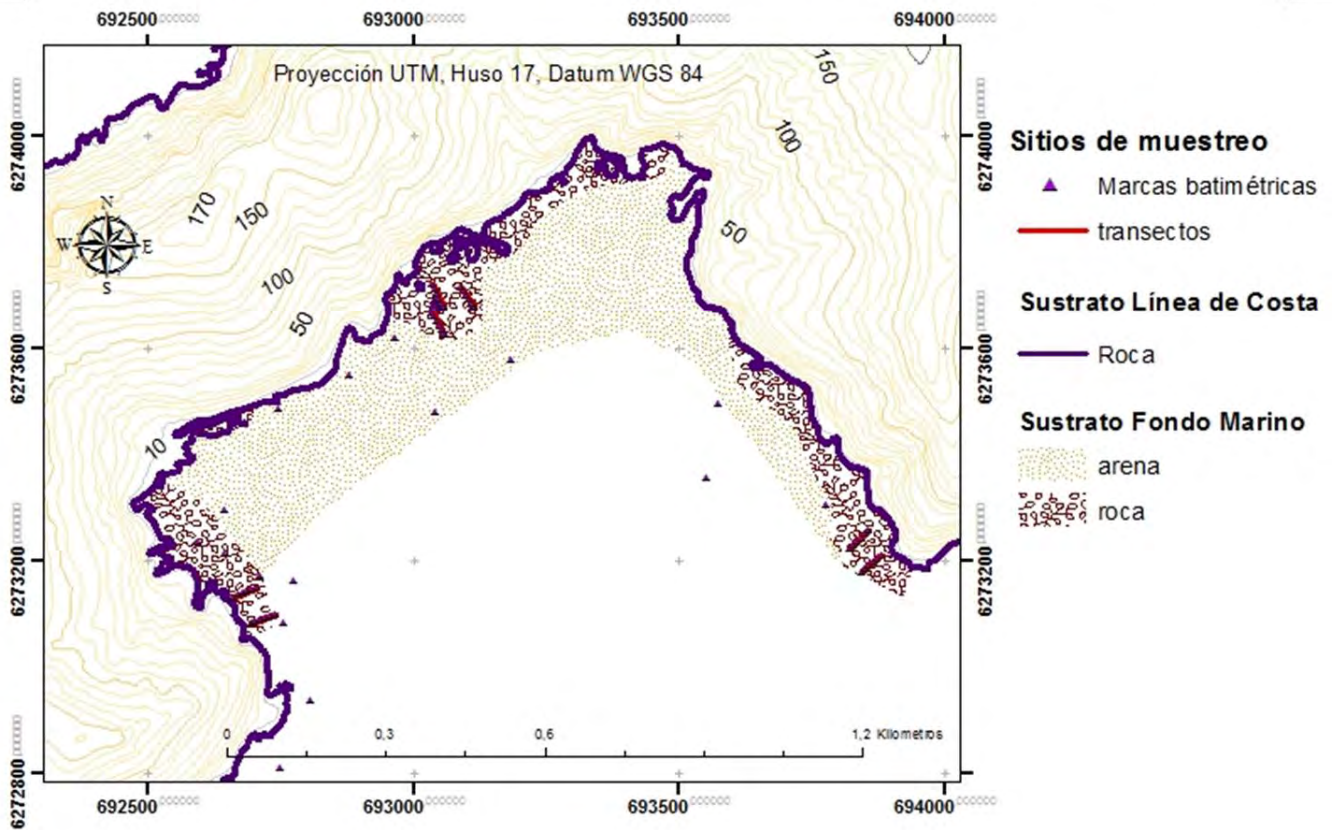 692500 693000 693500 694000
Proyección UTM, Huso 17, Datum WGS 84
150
100
170
150
50
100
50
10
N
W E
S
6274000
6273600
6273200
6272800
6274000
6273600
6273200
0 0,3 0,6 1,2 Kilometros
692500 693000 693500 694000
Sitios de muestreo
Marcas batimétricas
transectos
Sustrato Línea de Costa
Roca
Sustrato Fondo Marino
arena
roca